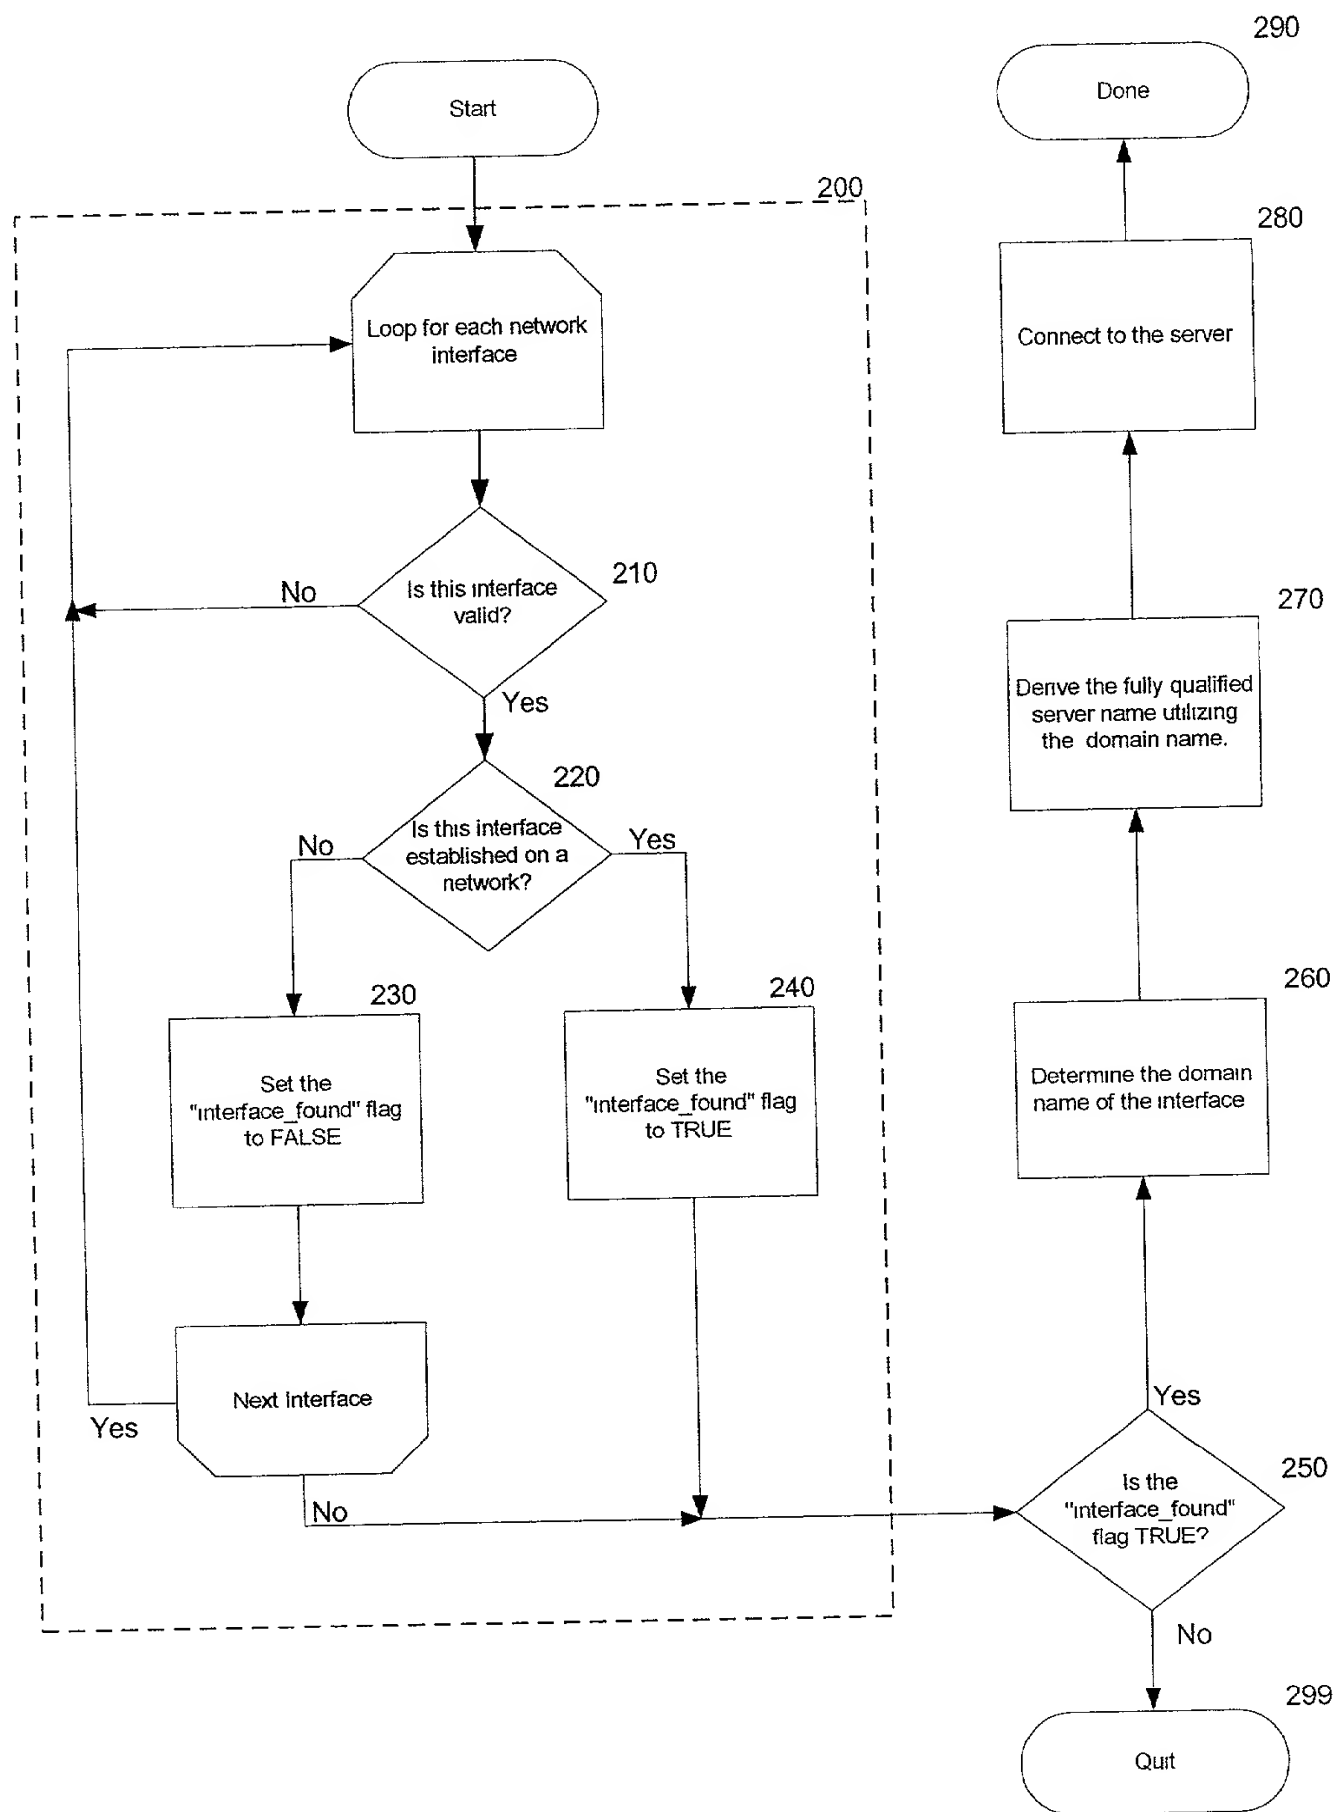 Start
200
Loop for each network
interface
No
Is this interface
valid?
210
Yes
220
No
Is this interface
established on a
network?
Yes
230
Set the
"interface_found" flag
to FALSE
240
Set the
"interface_found" flag
to TRUE
Next Interface
Yes
No
290
Done
280
Connect to the server
270
Derive the fully qualified
server name utilizing
the domain name.
260
Determine the domain
name of the interface
Yes
250
Is the
"interface_found"
flag TRUE?
No
299
Quit